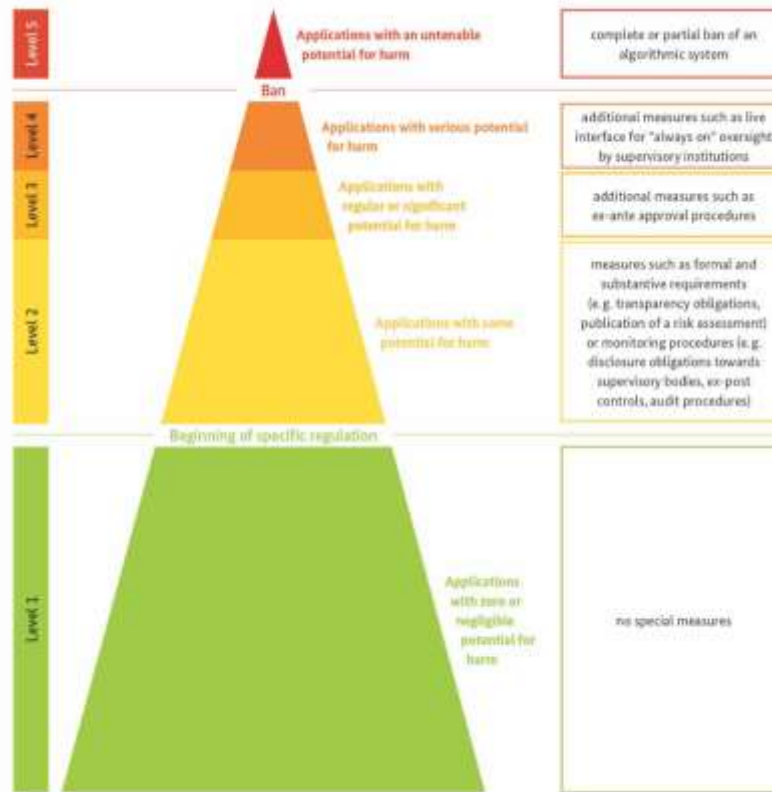 Level 5
Applications with an untenable
potential for harm
complete or partial ban of an
algorithmic system
Ban
Level 4
Applications with serious potential
for harm
additional measures such as live
interface for "always on" oversight
by supervisory institutions
Level 3
Applications with
regular or significant
potential for harm
additional measures such as
ex-ante approval procedures
Level 2
Applications with some
potential for harm
measures such as formal and
substantive requirements
(e.g. transparency obligations,
publication of a risk assessment)
or monitoring procedures (e.g.
disclosure obligations towards
supervisory bodies, ex-post
controls, audit procedures)
Beginning of specific regulation
Level 1
Applications
with zero or
negligible
potential for
harm
no special measures